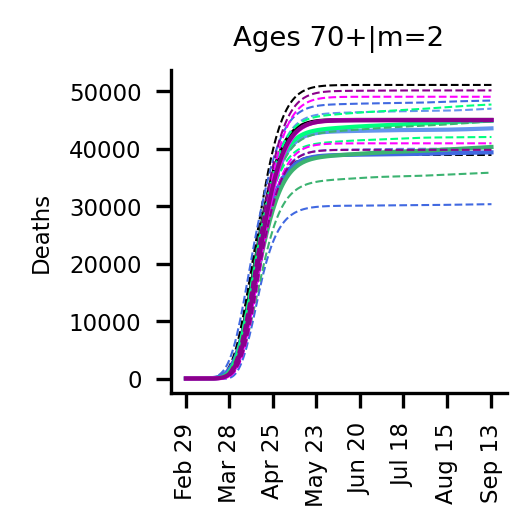 Ages 70+|m=2
Deaths
50000
40000
30000
20000
10000
0
Feb 29
Mar 28
Apr 25
May 23
Jun 20
Jul 18
Aug 15
Sep 13